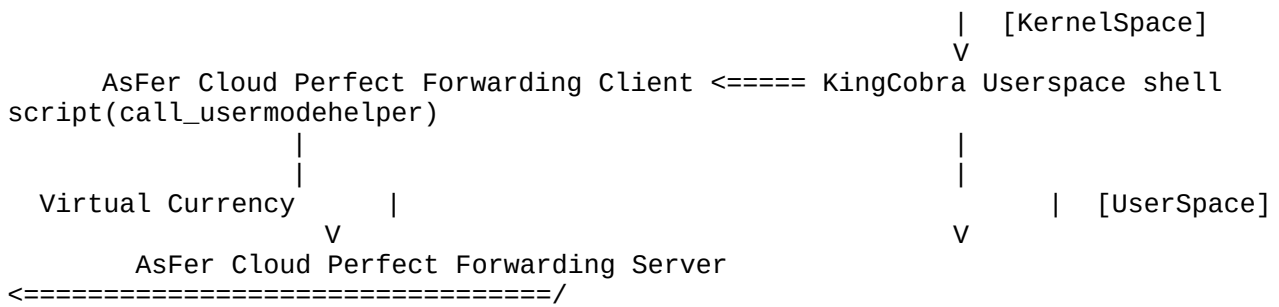 | [KernelSpace]
V
AsFer Cloud Perfect Forwarding Client <===== KingCobra Userspace shell
script(call_usermodehelper)
| |
| |
Virtual Currency | | [UserSpace]
V V
AsFer Cloud Perfect Forwarding Server
<=================================/